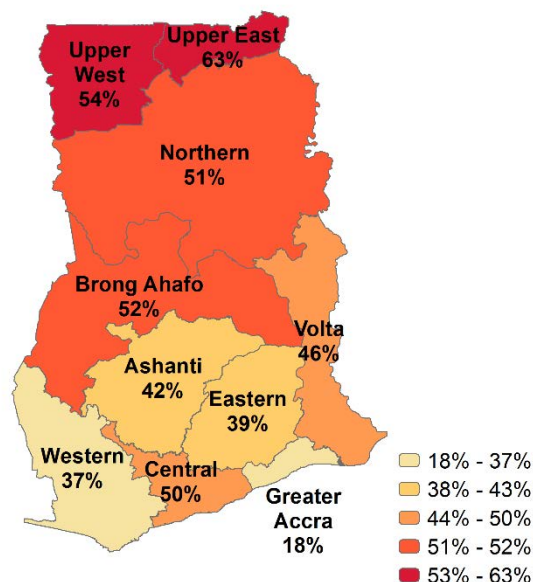 Upper East
63%
Upper
West
54%
Northern
51%
Brong Ahafo
52%
Volta
46%
Ashanti
42%
Eastern
39%
Western
37%
Central
50%
Greater
Accra
18%
18% - 37%
38% - 43%
44% - 50%
51% - 52%
53% - 63%